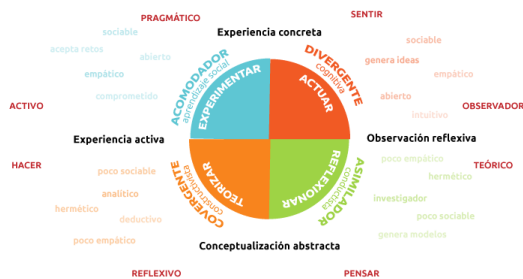 PRAGMÁTICO
SENTIR
sociable
acepta retos
abierto
empático
comprometido
Experiencia concreta
sociable
genera ideas
empático
abierto
intuitivo
ACOMODADOR
aprendizaje social
EXPERIMENTAR
DIVERGENTE
cognitiva
ACTUAR
ACTIVO
OBSERVADOR
Experiencia activa
Observación reflexiva
HACER
TEÓRICO
poco sociable
analítico
hermético
deductivo
poco empático
COVERGENTE
constructivista
TEORIZAR
REFLEXIONAR
ASIMILADOR
conductista
poco empático
hermético
investigador
poco sociable
genera modelos
Conceptualización abstracta
REFLEXIVO
PENSAR